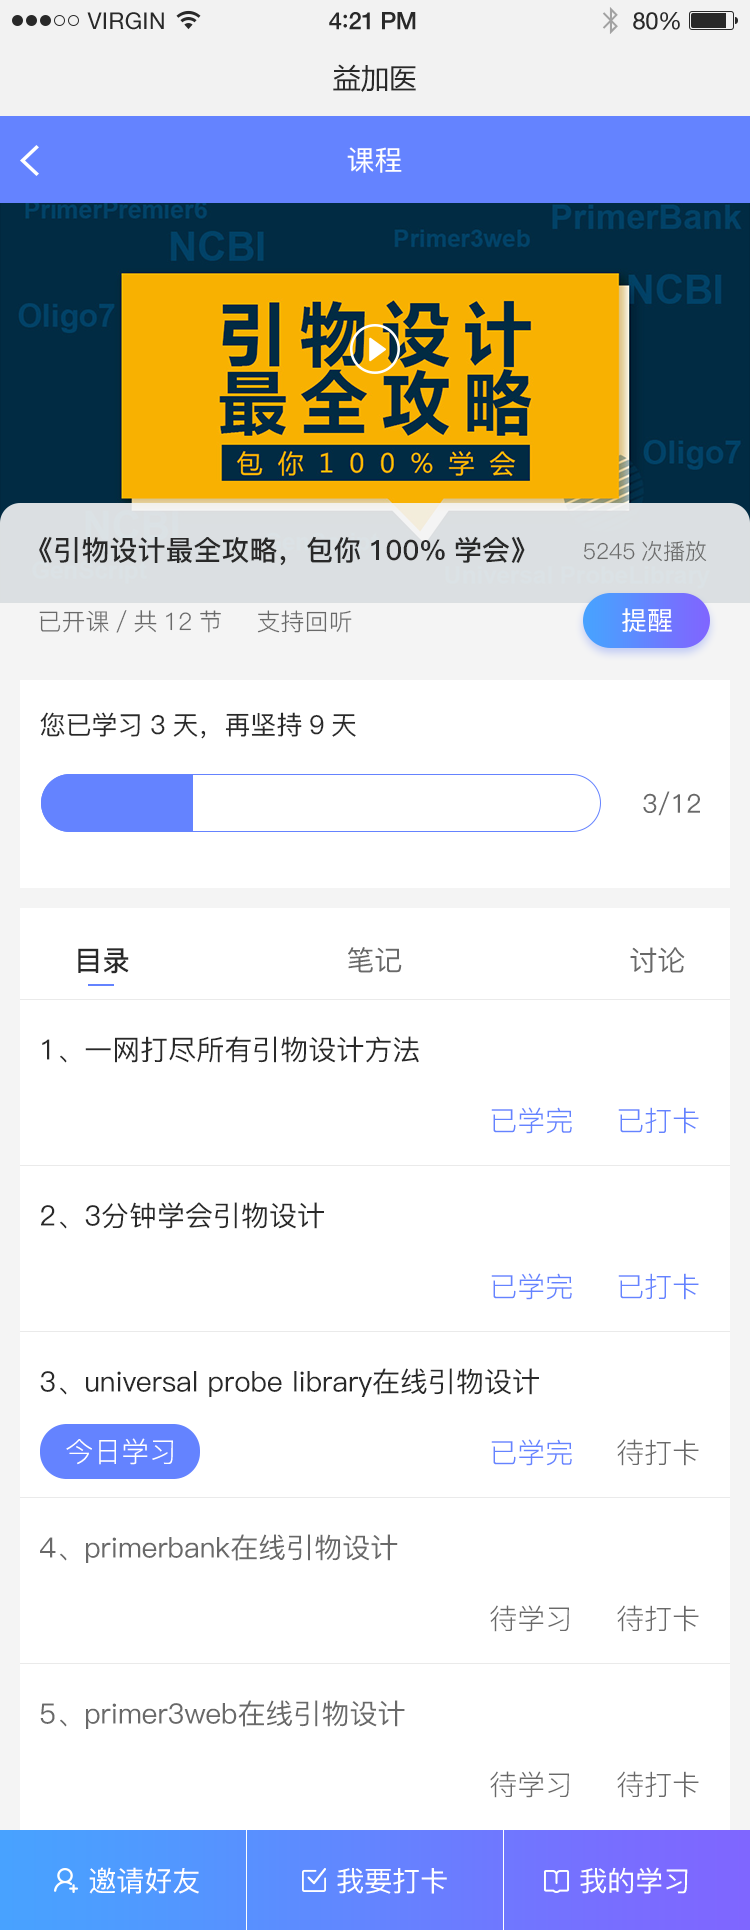 VIRGIN 4:21 PM 80%
益加医
课程
PrimerPremier6
PrimerBank
NCBI
Primer3web
NCBI
Oligo7
引物设计
最全攻略
包你100%学会
Oligo7
NCBI
《引物设计最全攻略，包你 100% 学会》 5245 次播放
Universal ProbeLibrary
已开课 / 共 12 节 支持回听 提醒
您已学习 3 天，再坚持 9 天
3/12
目录 笔记 讨论
1、一网打尽所有引物设计方法
已学完 已打卡
2、3分钟学会引物设计
已学完 已打卡
3、universal probe library在线引物设计
今日学习 已学完 待打卡
4、primerbank在线引物设计
待学习 待打卡
5、primer3web在线引物设计
待学习 待打卡
邀请好友 我要打卡 我的学习